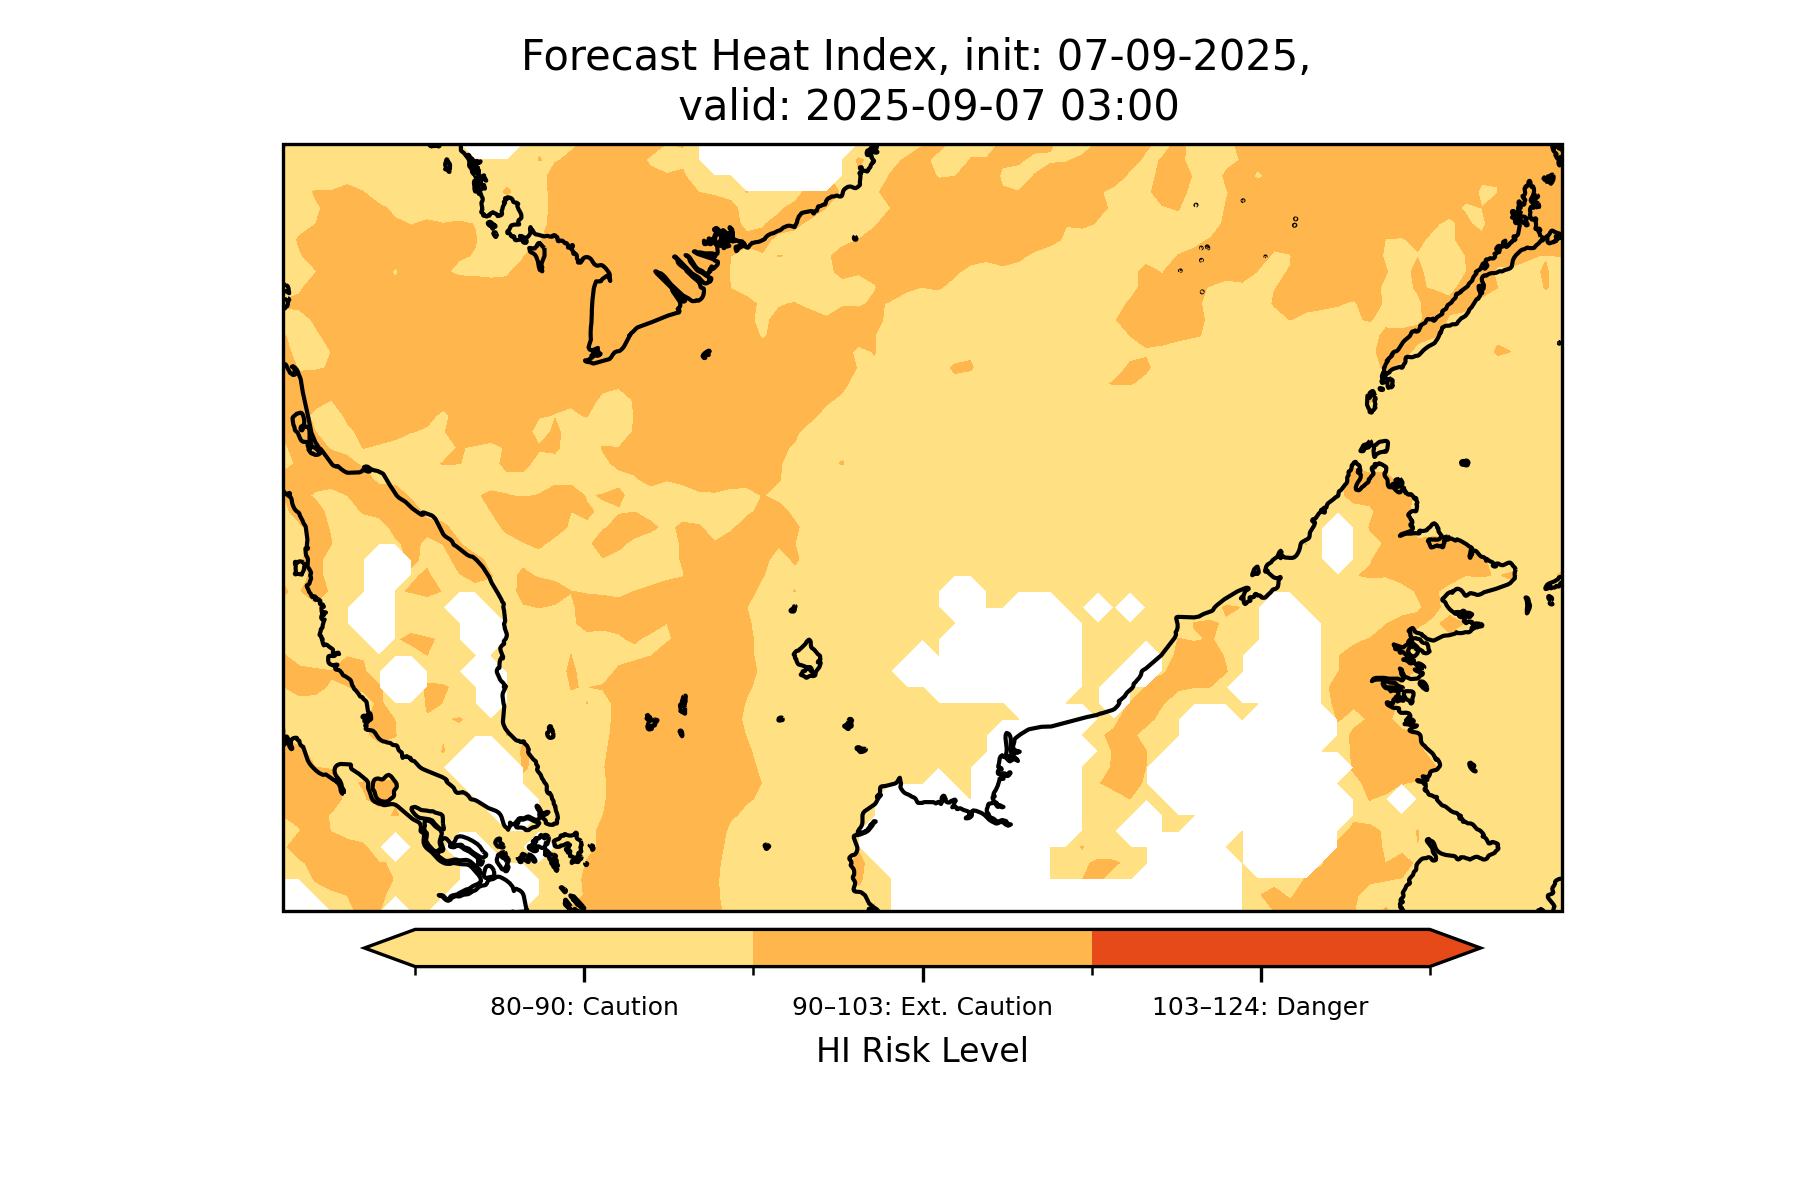 Forecast Heat Index, init: 07-09-2025,
valid: 2025-09-07 03:00
80–90: Caution
90–103: Ext. Caution
103–124: Danger
HI Risk Level